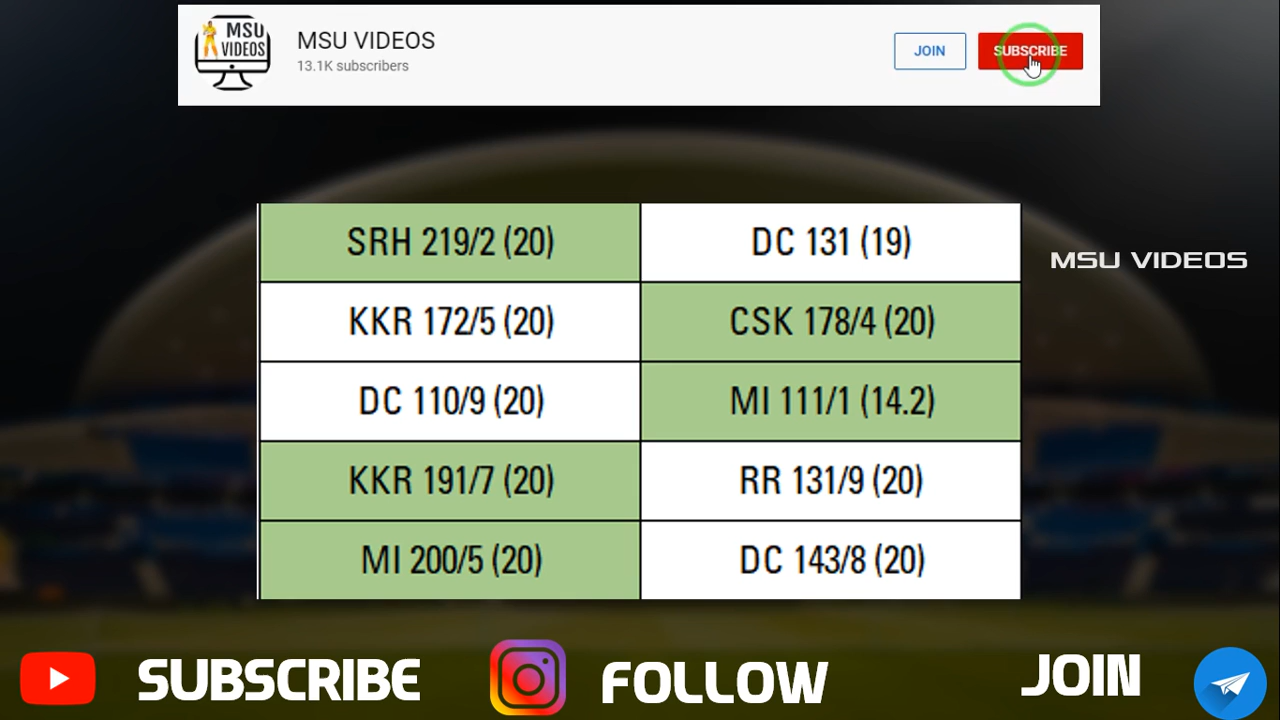 MSU
VIDEOS
MSU VIDEOS
13.1K subscribers
JOIN
SUBSCRIBE
SRH 219/2 (20) DC 131 (19)
MSU VIDEOS
KKR 172/5 (20) CSK 178/4 (20)
DC 110/9 (20) MI 111/1 (14.2)
KKR 191/7 (20) RR 131/9 (20)
MI 200/5 (20) DC 143/8 (20)
SUBSCRIBE
FOLLOW
JOIN